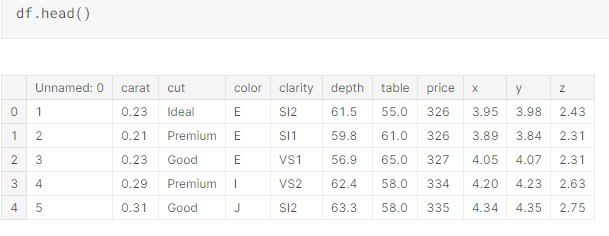 df.head()
Unnamed: 0 carat cut color clarity depth table price x y z
0 1 0.23 Ideal E SI2 61.5 55.0 326 3.95 3.98 2.43
1 2 0.21 Premium E SI1 59.8 61.0 326 3.89 3.84 2.31
2 3 0.23 Good E VS1 56.9 65.0 327 4.05 4.07 2.31
3 4 0.29 Premium I VS2 62.4 58.0 334 4.20 4.23 2.63
4 5 0.31 Good J SI2 63.3 58.0 335 4.34 4.35 2.75